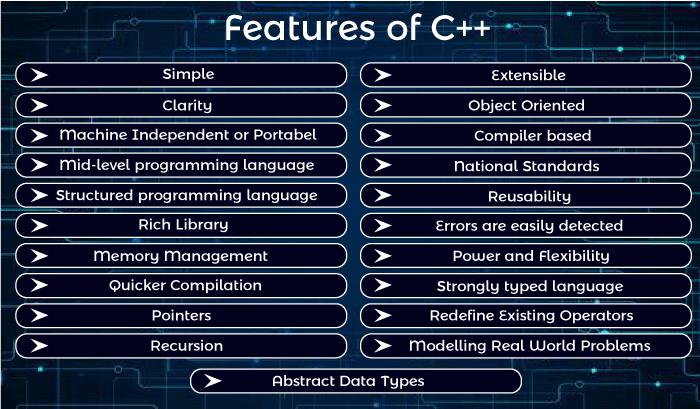 Features of C++
Simple
Clarity
Machine Independent or Portabel
Mid-level programming language
Structured programming language
Rich Library
Memory Management
Quicker Compilation
Pointers
Recursion
Extensible
Object Oriented
Compiler based
National Standards
Reusability
Errors are easily detected
Power and Flexibility
Strongly typed language
Redefine Existing Operators
Modelling Real World Problems
Abstract Data Types